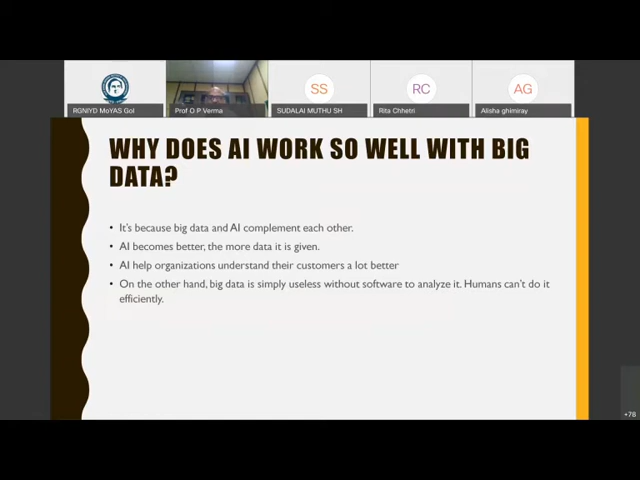 SS
RC
AG
RGNIYD MoYAS GoI
Prof O P Verma
SUDALAI MUTHU SH
Rita Chhetri
Alisha ghimiray
WHY DOES AI WORK SO WELL WITH BIG
DATA?
• It's because big data and AI complement each other.
• AI becomes better, the more data it is given.
• AI help organizations understand their customers a lot better
• On the other hand, big data is simply useless without software to analyze it. Humans can't do it
efficiently.
+78